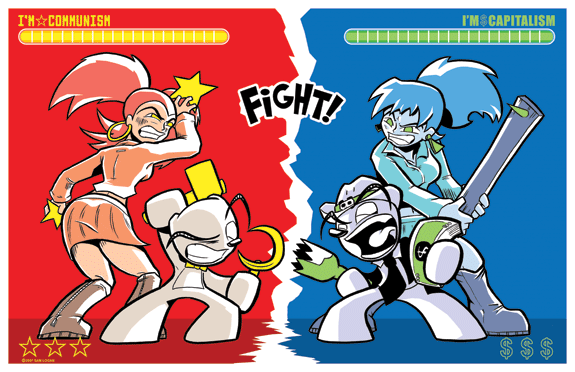 I'M☆COMMUNISM
I'M$CAPITALISM
FIGHT!
$ $ $